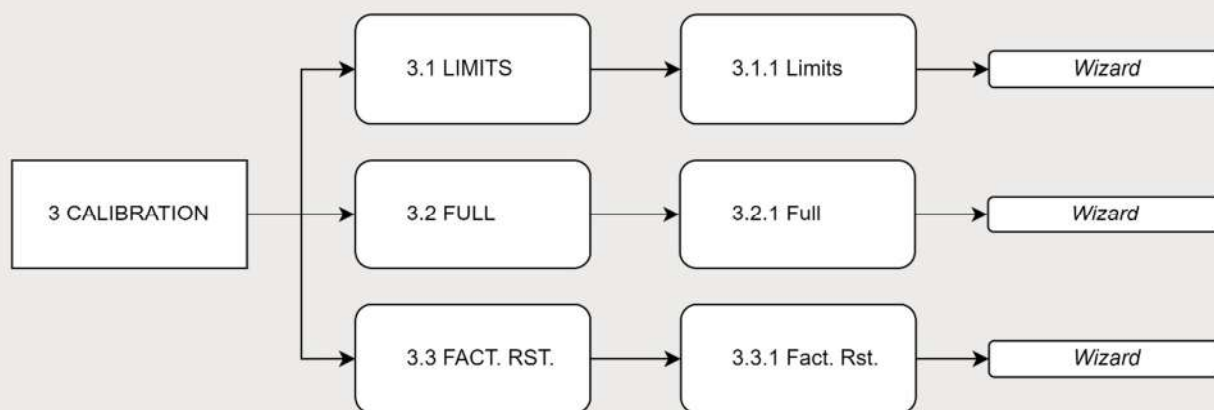 3.1 LIMITS
3.1.1 Limits
Wizard
3 CALIBRATION
3.2 FULL
3.2.1 Full
Wizard
3.3 FACT. RST.
3.3.1 Fact. Rst.
Wizard